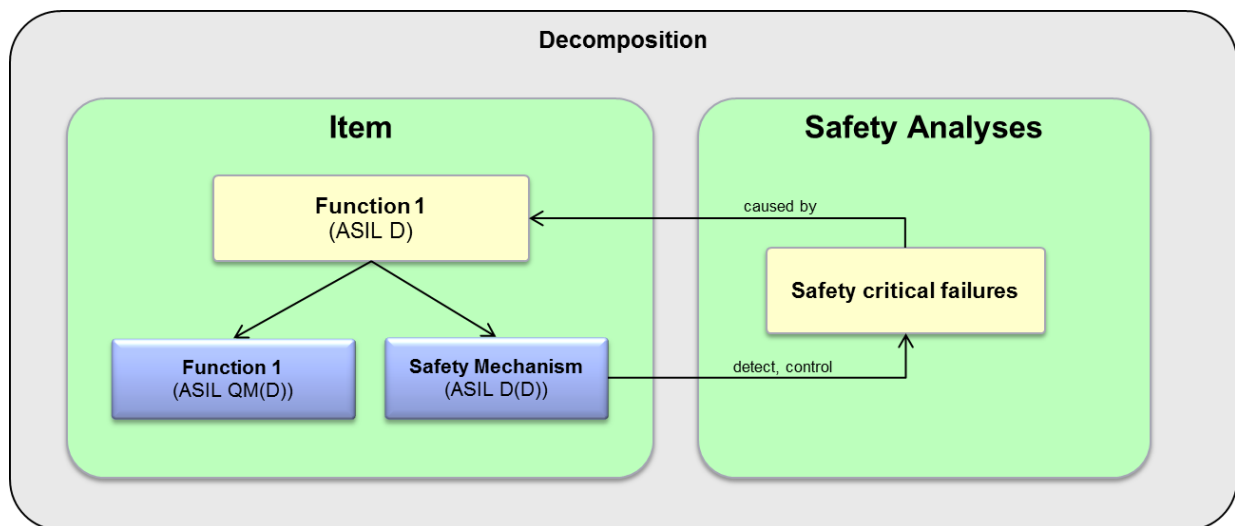 Decomposition
Item
Function 1
(ASIL D)
Function 1
(ASIL QM(D))
Safety Mechanism
(ASIL D(D))
Safety Analyses
caused by
Safety critical failures
detect, control